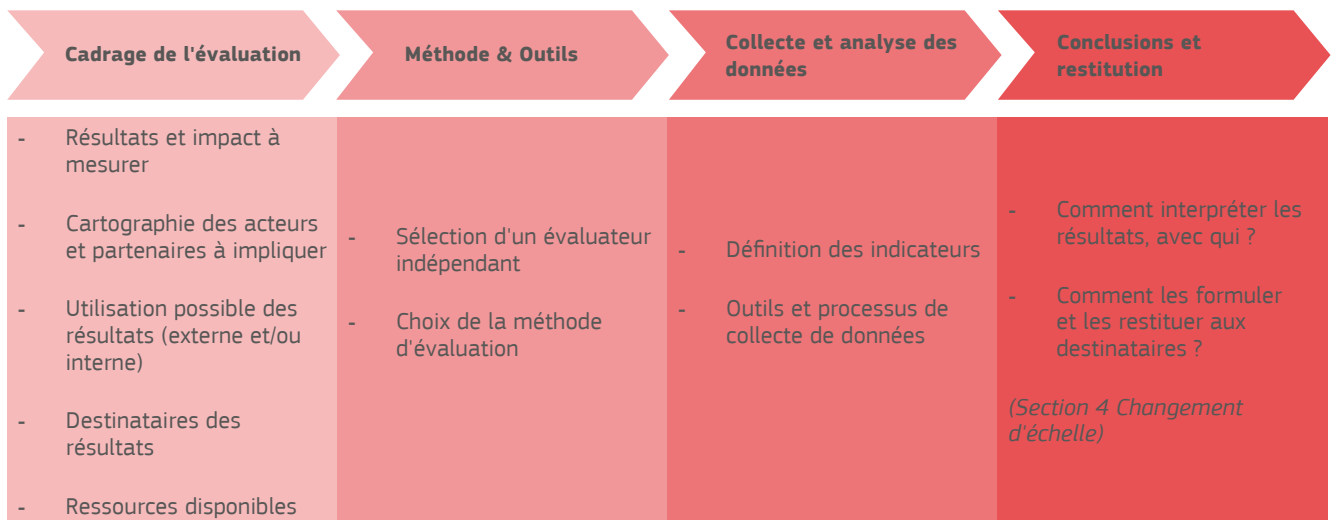 Cadrage de l'évaluation
- Résultats et impact à
mesurer
- Cartographie des acteurs
et partenaires à impliquer
- Utilisation possible des
résultats (externe et/ou
interne)
- Destinataires des
résultats
- Ressources disponibles
Méthode & Outils
- Sélection d'un évaluateur
indépendant
- Choix de la méthode
d'évaluation
Collecte et analyse des
données
- Définition des indicateurs
- Outils et processus de
collecte de données
Conclusions et
restitution
- Comment interpréter les
résultats, avec qui ?
- Comment les formuler
et les restituer aux
destinataires ?
(Section 4 Changement
d'échelle)